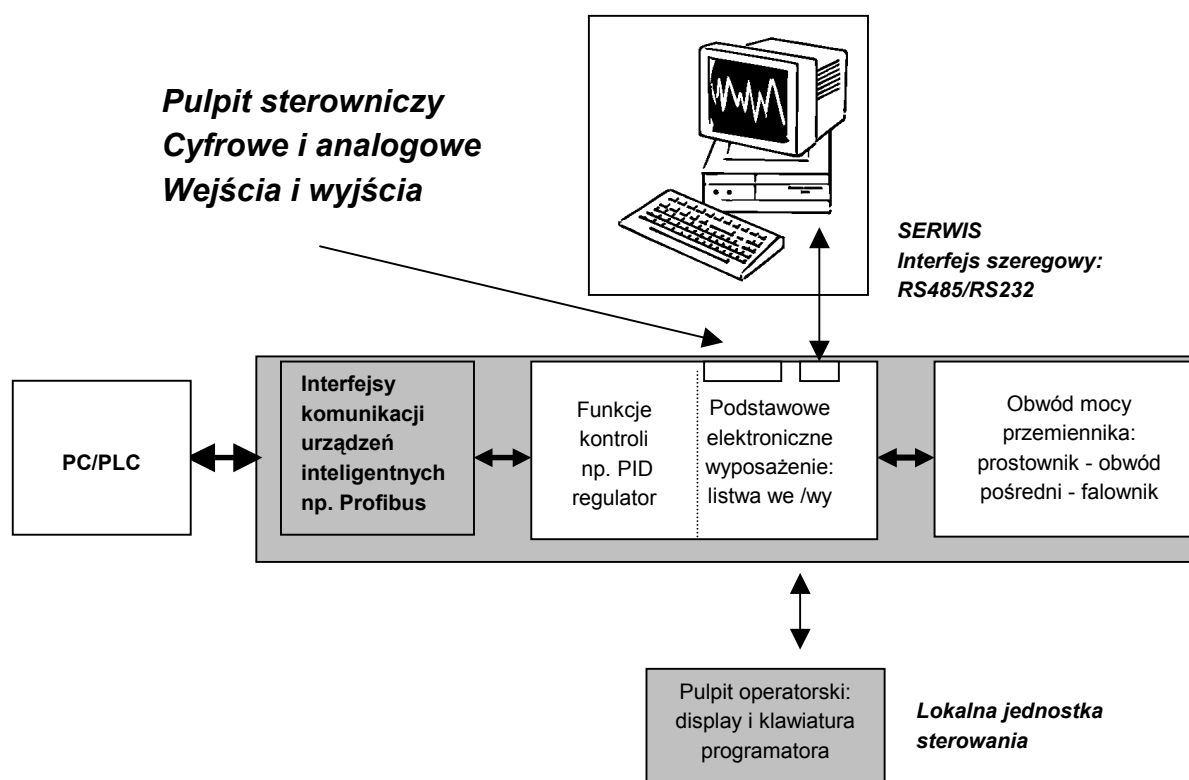 Pulpit sterowniczy
Cyfrowe i analogowe
Wejścia i wyjścia
SERWIS
Interfejs szeregowy:
RS485/RS232
PC/PLC
Interfejsy
komunikacji
urządzeń
inteligentnych
np. Profibus
Funkcje
kontroli
np. PID
regulator
Podstawowe
elektroniczne
wyposażenie:
listwa we /wy
Obwód mocy
przemiennika:
prostownik - obwód
pośredni - falownik
Pulpit operatorski:
display i klawiatura
programatora
Lokalna jednostka
sterowania